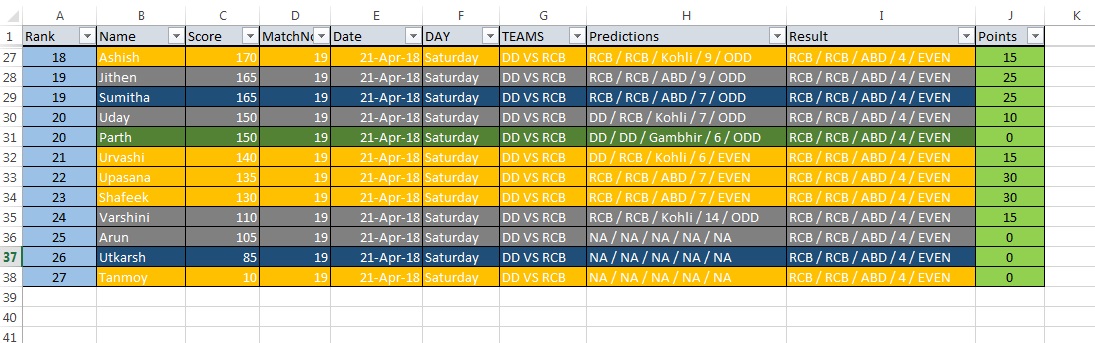 A B C D E F G H I J K
1 Rank Name Score MatchNo Date DAY TEAMS Predictions Result Points
27 18 Ashish 170 19 21-Apr-18 Saturday DD VS RCB RCB / RCB / Kohli / 9 / ODD RCB / RCB / ABD / 4 / EVEN 15
28 19 Jithen 165 19 21-Apr-18 Saturday DD VS RCB RCB / RCB / ABD / 9 / ODD RCB / RCB / ABD / 4 / EVEN 25
29 19 Sumitha 165 19 21-Apr-18 Saturday DD VS RCB RCB / RCB / ABD / 7 / ODD RCB / RCB / ABD / 4 / EVEN 25
30 20 Uday 150 19 21-Apr-18 Saturday DD VS RCB DD / RCB / Kohli / 7 / ODD RCB / RCB / ABD / 4 / EVEN 10
31 20 Parth 150 19 21-Apr-18 Saturday DD VS RCB DD / DD / Gambhir / 6 / ODD RCB / RCB / ABD / 4 / EVEN 0
32 21 Urvashi 140 19 21-Apr-18 Saturday DD VS RCB DD / RCB / Kohli / 6 / EVEN RCB / RCB / ABD / 4 / EVEN 15
33 22 Upasana 135 19 21-Apr-18 Saturday DD VS RCB RCB / RCB / ABD / 7 / EVEN RCB / RCB / ABD / 4 / EVEN 30
34 23 Shafeek 130 19 21-Apr-18 Saturday DD VS RCB RCB / RCB / ABD / 7 / EVEN RCB / RCB / ABD / 4 / EVEN 30
35 24 Varshini 110 19 21-Apr-18 Saturday DD VS RCB RCB / RCB / Kohli / 14 / ODD RCB / RCB / ABD / 4 / EVEN 15
36 25 Arun 105 19 21-Apr-18 Saturday DD VS RCB NA / NA / NA / NA / NA RCB / RCB / ABD / 4 / EVEN 0
37 26 Utkarsh 85 19 21-Apr-18 Saturday DD VS RCB NA / NA / NA / NA / NA RCB / RCB / ABD / 4 / EVEN 0
38 27 Tanmoy 10 19 21-Apr-18 Saturday DD VS RCB NA / NA / NA / NA / NA RCB / RCB / ABD / 4 / EVEN 0
39
40
41